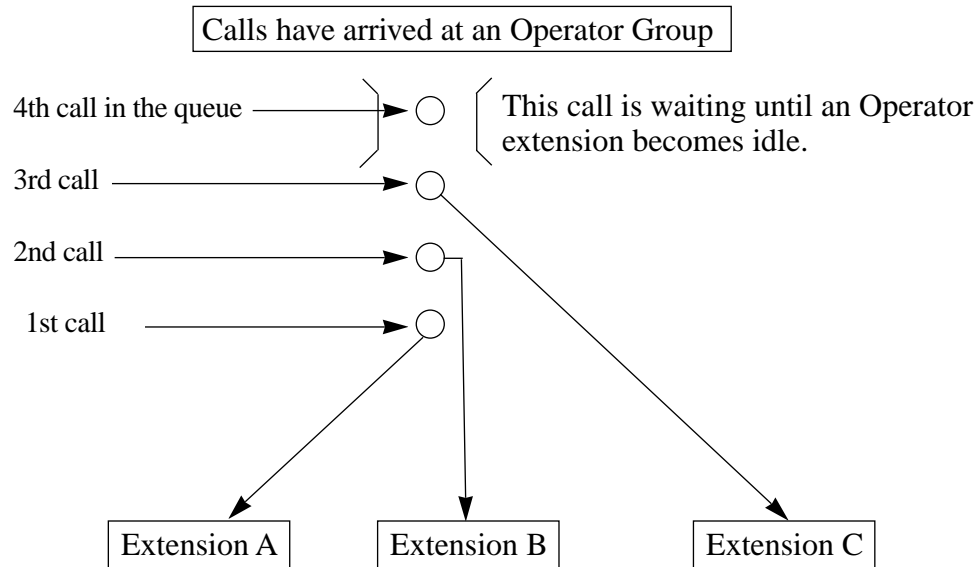 Calls have arrived at an Operator Group
4th call in the queue
This call is waiting until an Operator
extension becomes idle.
3rd call
2nd call
1st call
Extension A
Extension B
Extension C